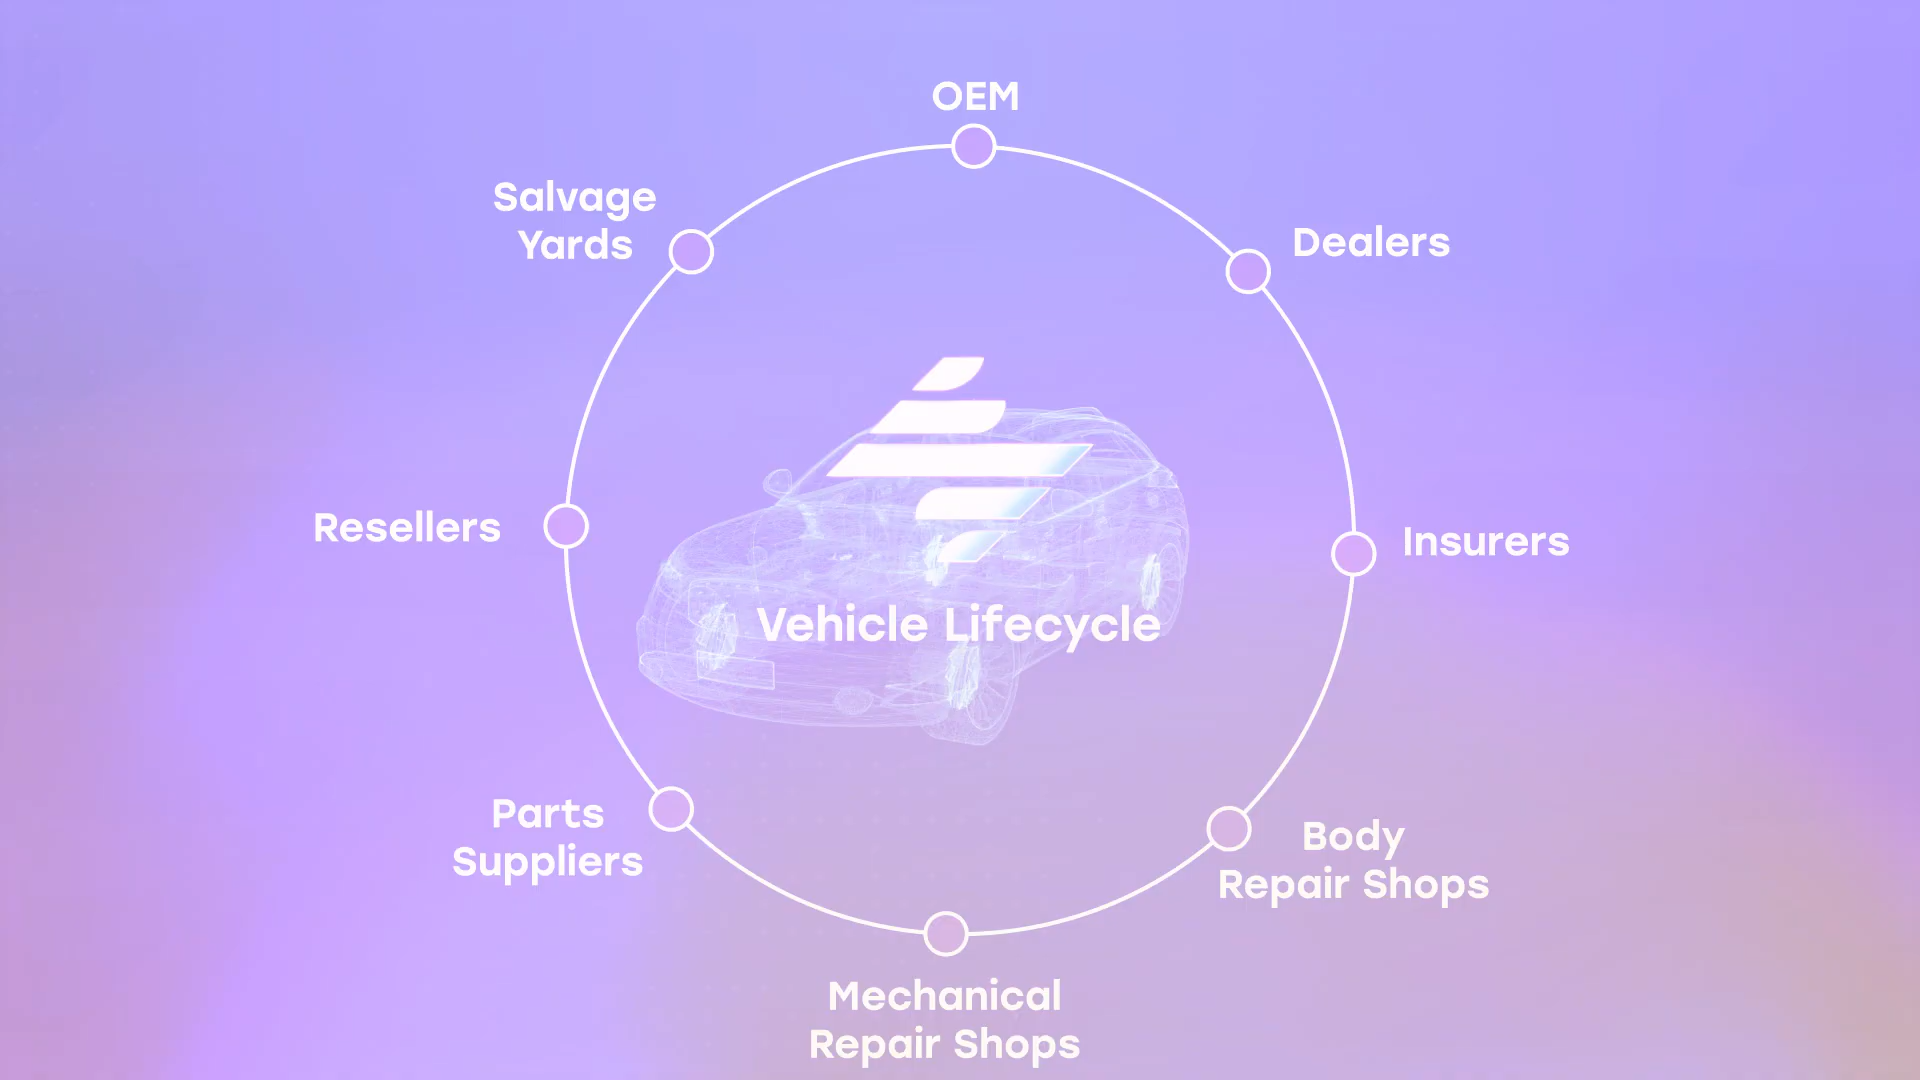 OEM
Salvage
Yards
Dealers
Resellers
Insurers
Vehicle Lifecycle
Parts
Suppliers
Body
Repair Shops
Mechanical
Repair Shops